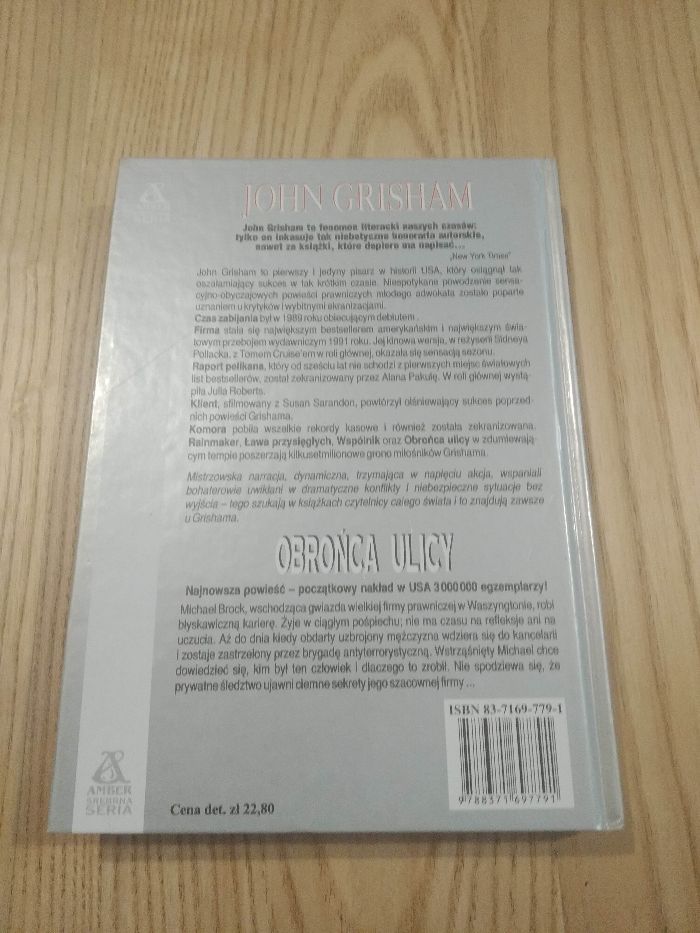 JOHN GRISHAM
John Grisham to fenomen literacki naszych czasów:
tylko on inkasuje tak niebotyczne honoraria autorskie,
nawet za książki, które dopiero ma napisać...
„New York Times”
John Grisham to pierwszy i jedyny pisarz w historii USA, który osiągnął tak
oszałamiający sukces w tak krótkim czasie. Niespotykane powodzenie sensa-
cyjno-obyczajowych powieści prawniczych młodego adwokata zostało poparte
uznaniem u krytyków i wybitnymi ekranizacjami.
Czas zabijania był w 1989 roku obiecującym debiutem.
Firma stała się największym bestsellerem amerykańskim i największym świa-
towym przebojem wydawniczym 1991 roku. Jej kinowa wersja, w reżyserii Sidneya
Pollacka, z Tomem Cruise'em w roli głównej, okazała się sensacją sezonu.
Raport pelikana, który od sześciu lat nie schodzi z pierwszych miejsc światowych
list bestsellerów, został zekranizowany przez Alana Pakulę. W roli głównej wystą-
piła Julia Roberts.
Klient, sfilmowany z Susan Sarandon, powtórzył olśniewający sukces poprzed-
nich powieści Grishama.
Komora pobiła wszelkie rekordy kasowe i również została zekranizowana.
Rainmaker, Ława przysięgłych, Wspólnik oraz Obrońca ulicy w zdumiewają-
cym tempie poszerzają kilkusetmilionowe grono miłośników Grishama.
Mistrzowska narracja, dynamiczna, trzymająca w napięciu akcja, wspaniali
bohaterowie uwikłani w dramatyczne konflikty i niebezpieczne sytuacje bez
wyjścia – tego szukają w książkach czytelnicy całego świata i to znajdują zawsze
u Grishama.
OBROŃCA ULICY
Najnowsza powieść – początkowy nakład w USA 3 000 000 egzemplarzy!
Michael Brock, wschodząca gwiazda wielkiej firmy prawniczej w Waszyngtonie, robi
błyskawiczną karierę. Żyje w ciągłym pośpiechu; nie ma czasu na refleksje ani na
uczucia. Aż do dnia kiedy obdarty uzbrojony mężczyzna wdziera się do kancelarii
i zostaje zastrzelony przez brygadę antyterrorystyczną. Wstrząśnięty Michael chce
dowiedzieć się, kim był ten człowiek i dlaczego to zrobił. Nie spodziewa się, że
prywatne śledztwo ujawni ciemne sekrety jego szacownej firmy ...
ISBN 83-7169-779-1
9 788371 697791
AMBER
SREBRNA
SERIA
Cena det. zł 22,80